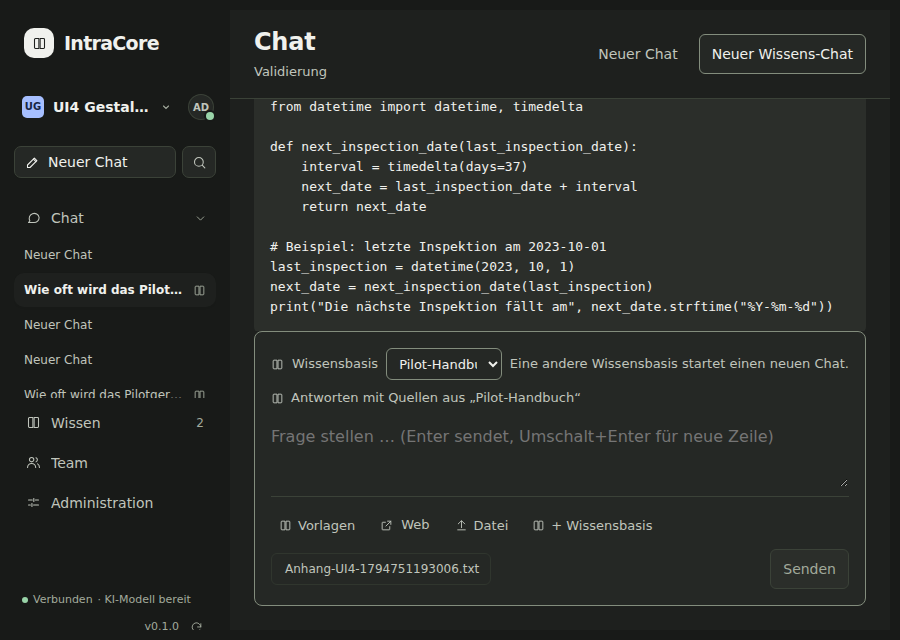 IntraCore
UG UI4 Gestal... AD
Neuer Chat
Chat
Neuer Chat
Wie oft wird das Pilot...
Neuer Chat
Neuer Chat
Wie oft wird das Pilotger...
Wissen 2
Team
Administration
Verbunden · KI-Modell bereit
v0.1.0
Chat
Validierung
Neuer Chat
Neuer Wissens-Chat
from datetime import datetime, timedelta
def next_inspection_date(last_inspection_date):
    interval = timedelta(days=37)
    next_date = last_inspection_date + interval
    return next_date
# Beispiel: letzte Inspektion am 2023-10-01
last_inspection = datetime(2023, 10, 1)
next_date = next_inspection_date(last_inspection)
print("Die nächste Inspektion fällt am", next_date.strftime("%Y-%m-%d"))
Wissensbasis Pilot-Handbu Eine andere Wissensbasis startet einen neuen Chat.
Antworten mit Quellen aus „Pilot-Handbuch“
Frage stellen … (Enter sendet, Umschalt+Enter für neue Zeile)
Vorlagen Web Datei + Wissensbasis
Anhang-UI4-1794751193006.txt
Senden